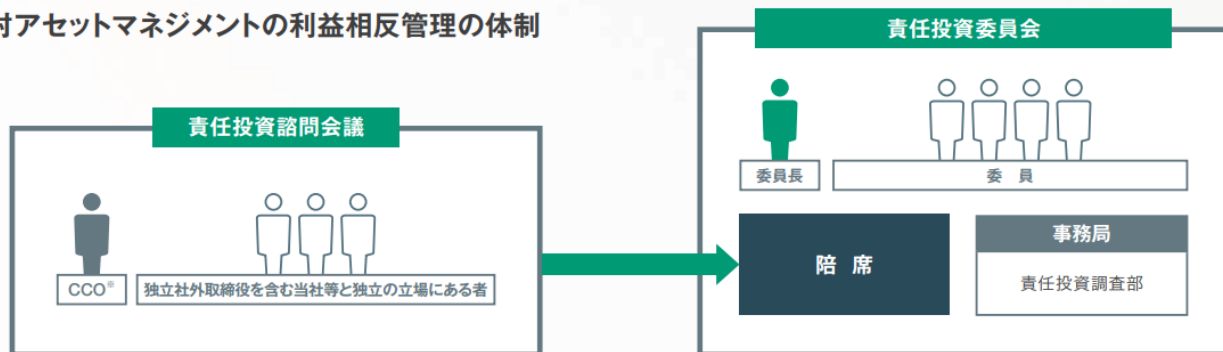 村アセットマネジメントの利益相反管理の体制
責任投資委員会
責任投資諮問会議
委員長
委 員
CCO※
独立社外取締役を含む当社等と独立の立場にある者
陪 席
事務局
責任投資調査部